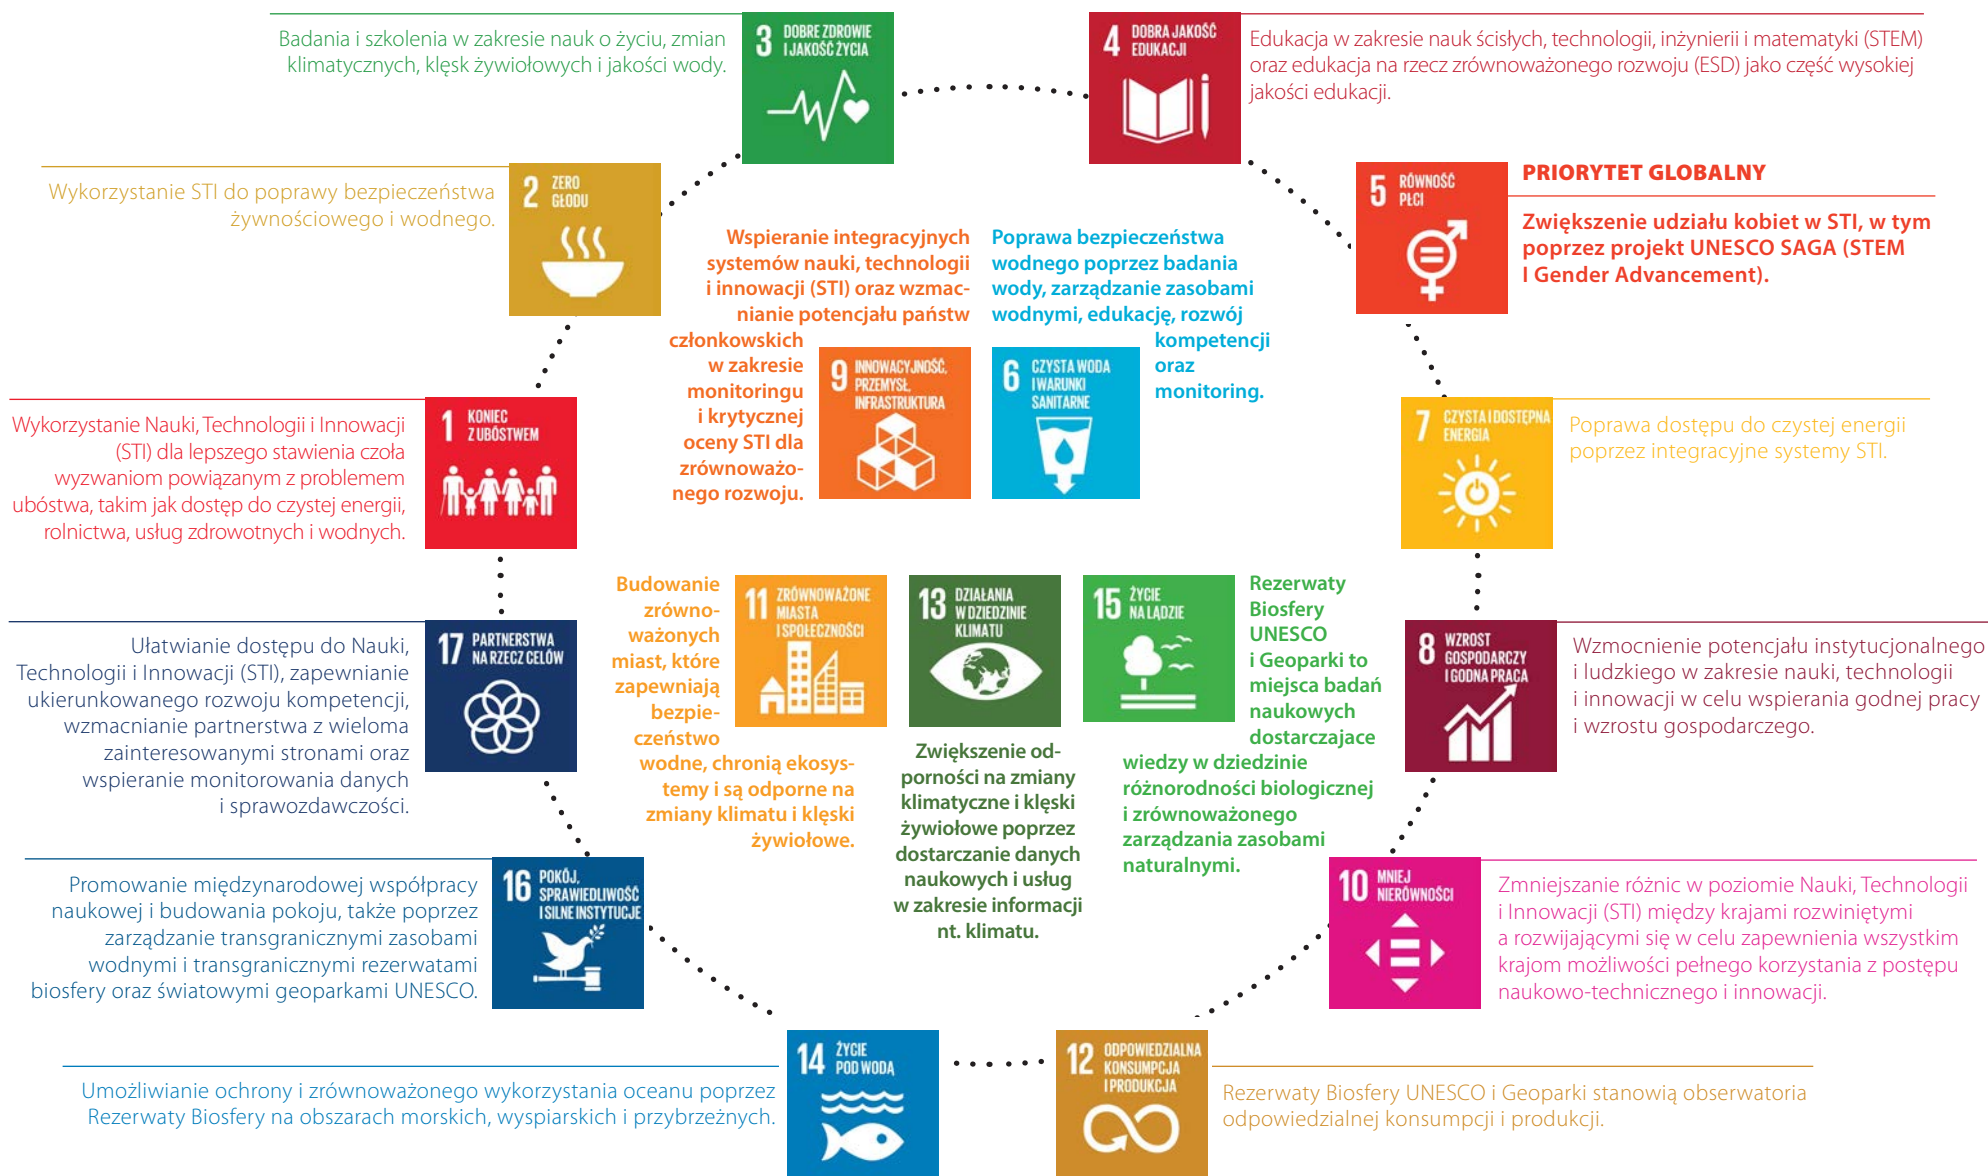 Badania i szkolenia w zakresie nauk o życiu, zmian
klimatycznych, klęsk żywiołowych i jakości wody.
3 DOBRE ZDROWIE
I JAKOŚĆ ŻYCIA
4 DOBRA JAKOŚĆ
EDUKACJI
Edukacja w zakresie nauk ścisłych, technologii, inżynierii i matematyki (STEM)
oraz edukacja na rzecz zrównoważonego rozwoju (ESD) jako część wysokiej
jakości edukacji.
Wykorzystanie STI do poprawy bezpieczeństwa
żywnościowego i wodnego.
2 ZERO
GŁODU
5 RÓWNOŚĆ
PŁCI
PRIORYTET GLOBALNY
Zwiększenie udziału kobiet w STI, w tym
poprzez projekt UNESCO SAGA (STEM
I Gender Advancement).
Wspieranie integracyjnych
systemów nauki, technologii
i innowacji (STI) oraz wzmac-
nianie potencjału państw
członkowskich
w zakresie
monitoringu
i krytycznej
oceny STI dla
zrównoważo-
nego rozwoju.
9 INNOWACYJNOŚĆ,
PRZEMYSŁ,
INFRASTRUKTURA
Poprawa bezpieczeństwa
wodnego poprzez badania
wody, zarządzanie zasobami
wodnymi, edukację, rozwój
kompetencji
oraz
monitoring.
6 CZYSTA WODA
I WARUNKI
SANITARNE
Wykorzystanie Nauki, Technologii i Innowacji
(STI) dla lepszego stawienia czoła
wyzwaniom powiązanym z problemem
ubóstwa, takim jak dostęp do czystej energii,
rolnictwa, usług zdrowotnych i wodnych.
1 KONIEC
Z UBÓSTWEM
7 CZYSTA I DOSTĘPNA
ENERGIA
Poprawa dostępu do czystej energii
poprzez integracyjne systemy STI.
Ułatwianie dostępu do Nauki,
Technologii i Innowacji (STI), zapewnianie
ukierunkowanego rozwoju kompetencji,
wzmacnianie partnerstwa z wieloma
zainteresowanymi stronami oraz
wspieranie monitorowania danych
i sprawozdawczości.
17 PARTNERSTWA
NA RZECZ CELÓW
Budowanie
zrówno-
ważonych
miast, które
zapewniają
bezpie-
czeństwo
wodne, chronią ekosys-
temy i są odporne na
zmiany klimatu i klęski
żywiołowe.
11 ZRÓWNOWAŻONE
MIASTA
I SPOŁECZNOŚCI
13 DZIAŁANIA
W DZIEDZINIE
KLIMATU
Zwiększenie od-
porności na zmiany
klimatyczne i klęski
żywiołowe poprzez
dostarczanie danych
naukowych i usług
w zakresie informacji
nt. klimatu.
15 ŻYCIE
NA LĄDZIE
Rezerwaty
Biosfery
UNESCO
i Geoparki to
miejsca badań
naukowych
dostarczajace
wiedzy w dziedzinie
różnorodności biologicznej
i zrównoważonego
zarządzania zasobami
naturalnymi.
8 WZROST
GOSPODARCZY
I GODNA PRACA
Wzmocnienie potencjału instytucjonalnego
i ludzkiego w zakresie nauki, technologii
i innowacji w celu wspierania godnej pracy
i wzrostu gospodarczego.
Promowanie międzynarodowej współpracy
naukowej i budowania pokoju, także poprzez
zarządzanie transgranicznymi zasobami
wodnymi i transgranicznymi rezerwatami
biosfery oraz światowymi geoparkami UNESCO.
16 POKÓJ,
SPRAWIEDLIWOŚĆ
I SILNE INSTYTUCJE
10 MNIEJ
NIERÓWNOŚCI
Zmniejszanie różnic w poziomie Nauki, Technologii
i Innowacji (STI) między krajami rozwiniętymi
a rozwijającymi się w celu zapewnienia wszystkim
krajom możliwości pełnego korzystania z postępu
naukowo-technicznego i innowacji.
Umożliwianie ochrony i zrównoważonego wykorzystania oceanu poprzez
Rezerwaty Biosfery na obszarach morskich, wyspiarskich i przybrzeżnych.
14 ŻYCIE
POD WODĄ
12 ODPOWIEDZIALNA
KONSUMPCJA
I PRODUKCJA
Rezerwaty Biosfery UNESCO i Geoparki stanowią obserwatoria
odpowiedzialnej konsumpcji i produkcji.